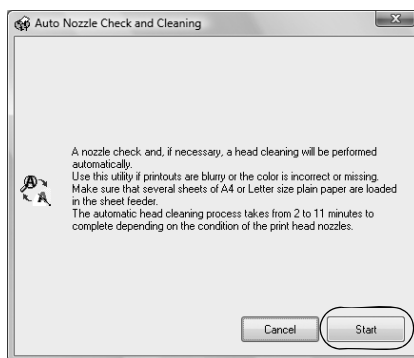 Auto Nozzle Check and Cleaning
A nozzle check and, if necessary, a head cleaning will be performed
automatically.
Use this utility if printouts are blurry or the color is incorrect or missing.
Make sure that several sheets of A4 or Letter size plain paper are loaded
in the sheet feeder.
The automatic head cleaning process takes from 2 to 11 minutes to
complete depending on the condition of the print head nozzles.
Cancel Start